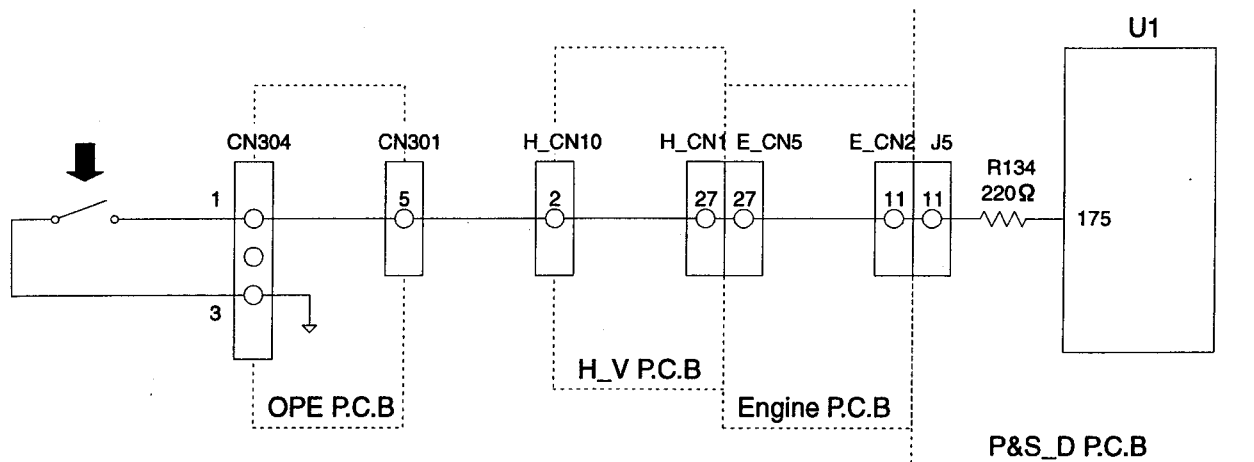 U1
CN304
CN301
H_CN10
H_CN1
E_CN5
E_CN2
J5
R134
220Ω
1
5
2
27
27
11
11
175
3
H_V P.C.B
OPE P.C.B
Engine P.C.B
P&S_D P.C.B